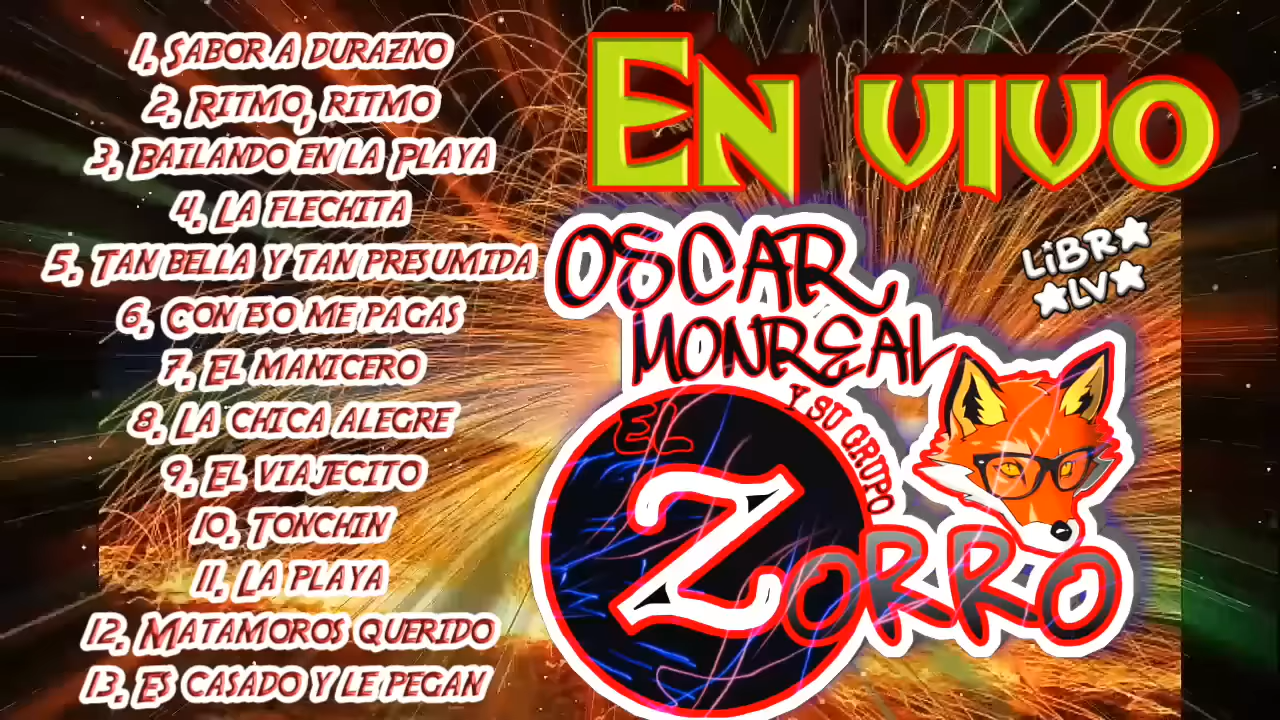 1. Sabor a durazno
2. Ritmo, ritmo
3. Bailando en la Playa
4. La flechita
5. Tan bella y tan presumida
6. Con eso me pagas
7. El manicero
8. La chica alegre
9. El viajecito
10. Tonchin
11. La playa
12. Matamoros querido
13. Es casado y le pegan
En vivo
OSCAR
MONREAL
Y SU GRUPO
EL
ZORRO
LiBR★
★LV★